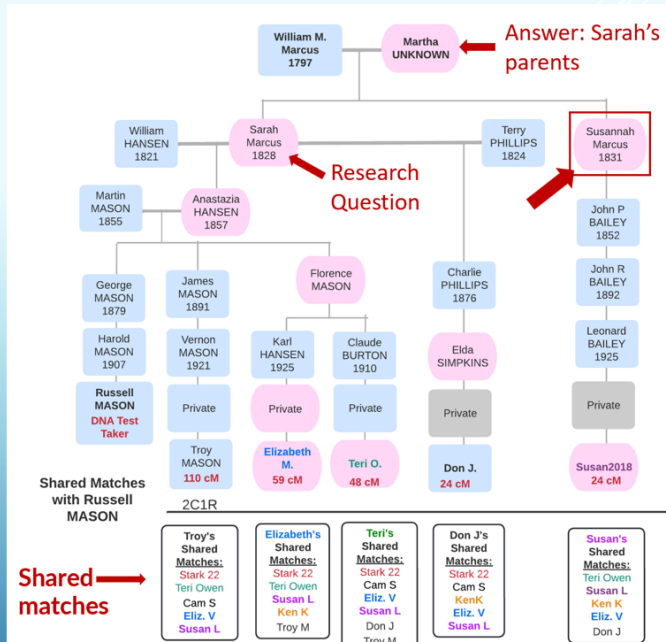 William M.
Marcus
1797
Martha
UNKNOWN
Answer: Sarah's
parents
William
HANSEN
1821
Sarah
Marcus
1828
Terry
PHILLIPS
1824
Susannah
Marcus
1831
Research
Question
Martin
MASON
1855
Anastazia
HANSEN
1857
John P
BAILEY
1852
George
MASON
1879
James
MASON
1891
Florence
MASON
Charlie
PHILLIPS
1876
John R
BAILEY
1892
Harold
MASON
1907
Vernon
MASON
1921
Karl
HANSEN
1925
Claude
BURTON
1910
Elda
SIMPKINS
Leonard
BAILEY
1925
Russell
MASON
DNA Test
Taker
Private
Private
Private
Private
Private
Troy
MASON
110 cM
Elizabeth
M.
59 cM
Teri O.
48 cM
Don J.
24 cM
Susan2018
24 cM
Shared Matches
with Russell
MASON
2C1R
Shared
matches
Troy's
Shared
Matches:
Stark 22
Teri Owen
Cam S
Eliz. V
Susan L
Elizabeth's
Shared
Matches:
Stark 22
Teri Owen
Susan L
Ken K
Troy M
Teri's
Shared
Matches:
Stark 22
Cam S
Eliz. V
Susan L
Don J
Troy M
Don J's
Shared
Matches:
Stark 22
Cam S
KenK
Eliz. V
Susan L
Susan's
Shared
Matches:
Teri Owen
Susan L
Ken K
Eliz. V
Don J